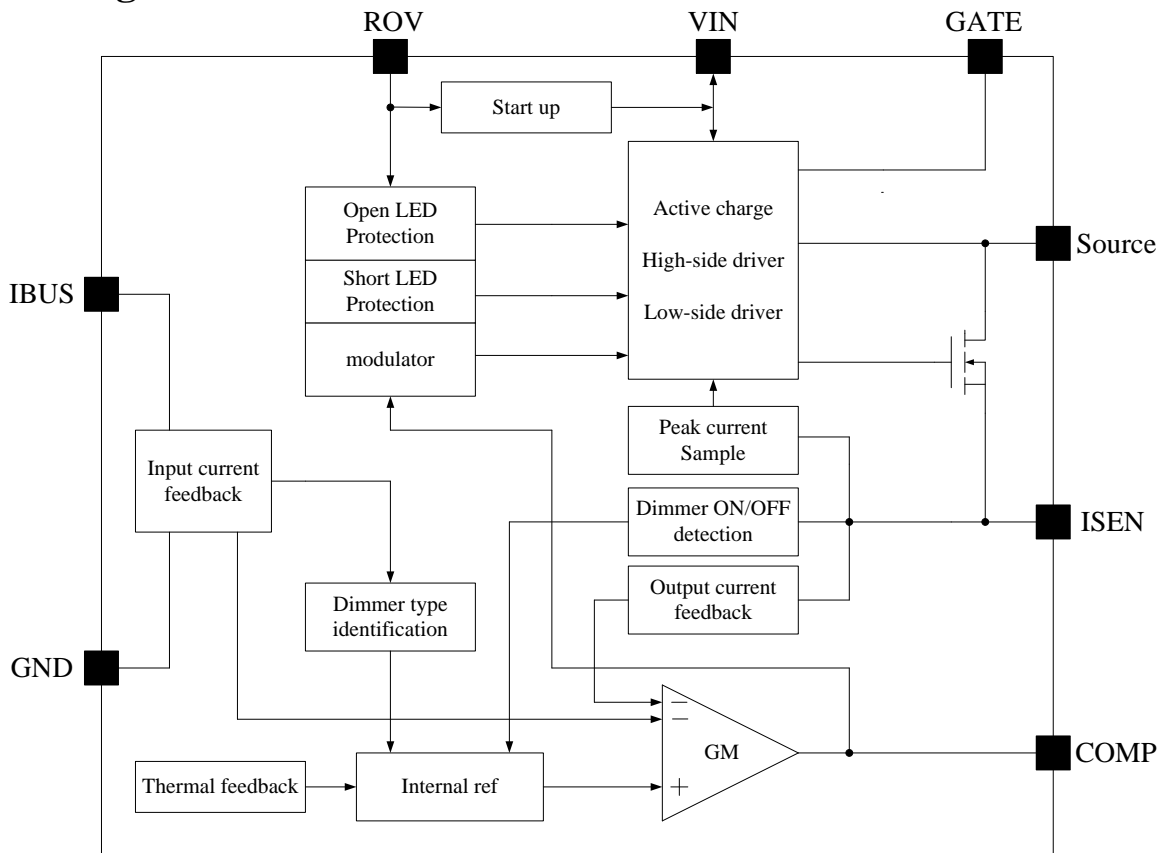 ROV
VIN
GATE
Start up
Open LED
Protection
Active charge
Source
High-side driver
Short LED
Protection
IBUS
Low-side driver
modulator
Peak current
Sample
Input current
feedback
Dimmer ON/OFF
detection
ISEN
Output current
feedback
Dimmer type
identification
GND
−
−
GM
COMP
Thermal feedback
Internal ref
+